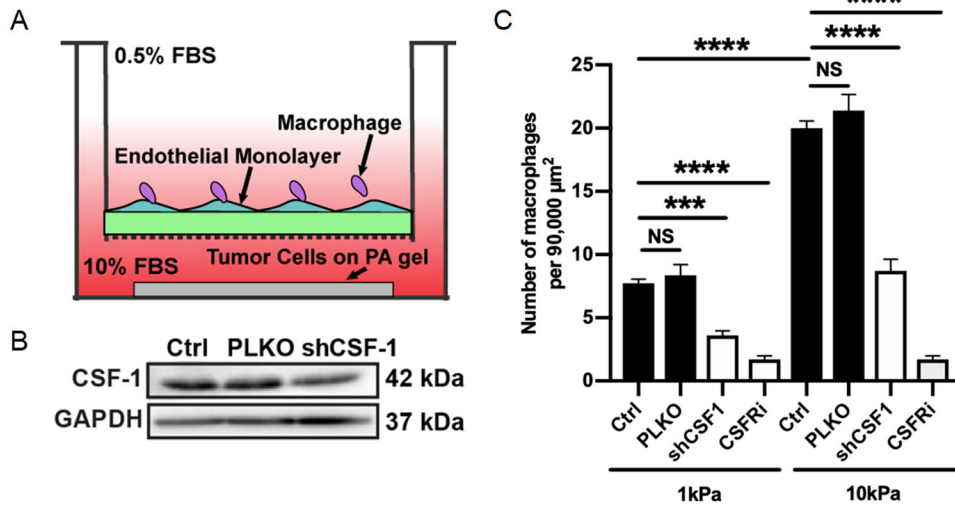 A
0.5% FBS
Macrophage
Endothelial Monolayer
Tumor Cells on PA gel
10% FBS
B
Ctrl PLKO shCSF-1
CSF-1 42 kDa
GAPDH 37 kDa
C
****
****
****
NS
****
***
NS
Number of macrophages
per 90,000 µm²
25
20
15
10
5
0
Ctrl PLKO shCSF1 CSFRi Ctrl PLKO shCSF1 CSFRi
1kPa 10kPa